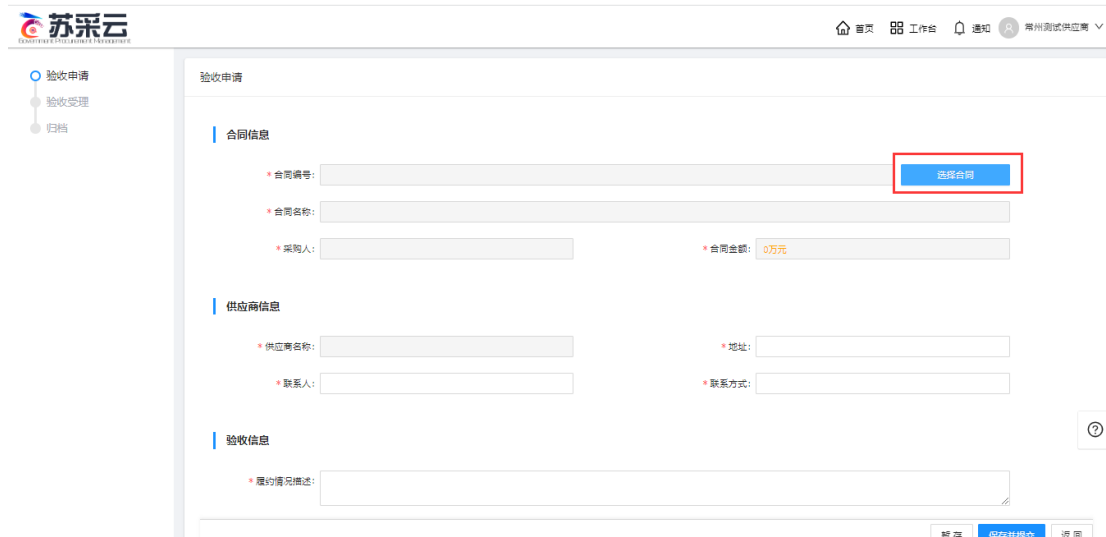 苏采云
Government Procurement Management
首页 工作台 通知 常州测试供应商
验收申请
验收受理
归档
验收申请
合同信息
* 合同编号: 选择合同
* 合同名称:
* 采购人: * 合同金额: 0万元
供应商信息
* 供应商名称: * 地址:
* 联系人: * 联系方式:
验收信息
* 履约情况描述:
暂存 保存并提交 返回